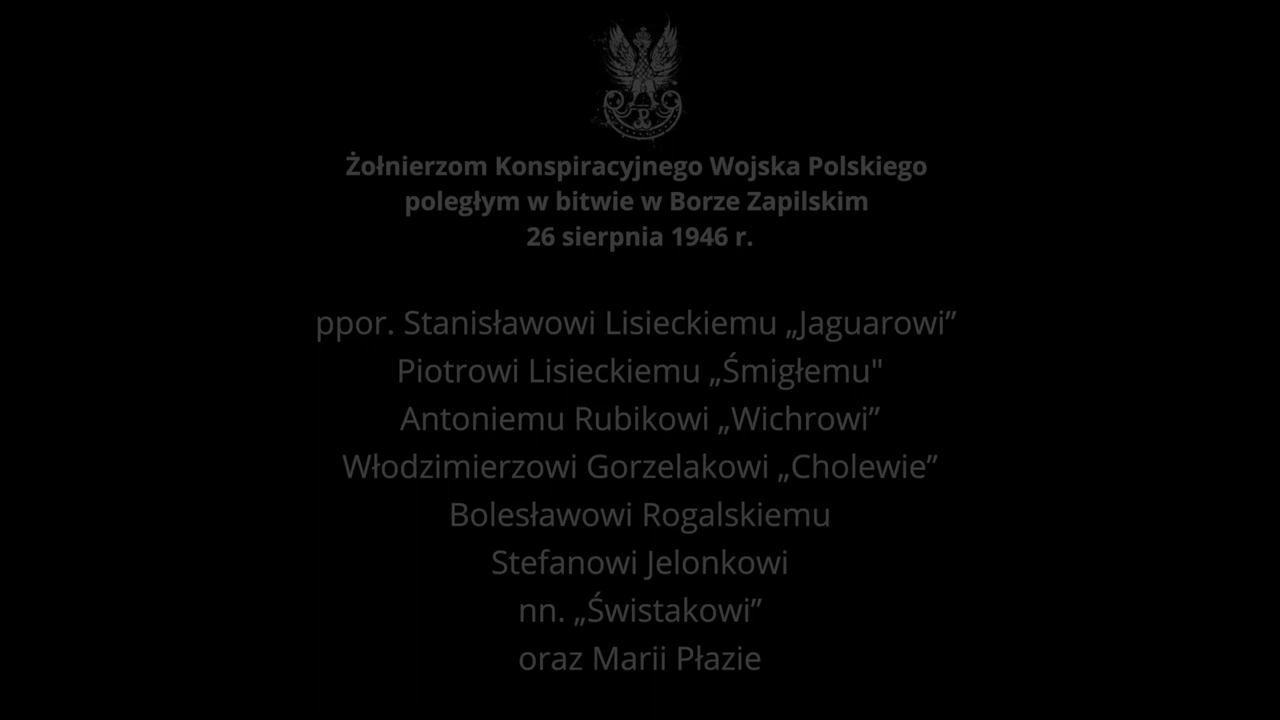 Żołnierzom Konspiracyjnego Wojska Polskiego
poległym w bitwie w Borze Zapilskim
26 sierpnia 1946 r.
ppor. Stanisławowi Lisieckiemu „Jaguarowi”
Piotrowi Lisieckiemu „Śmigłemu"
Antoniemu Rubikowi „Wichrowi”
Włodzimierzowi Gorzelakowi „Cholewie”
Bolesławowi Rogalskiemu
Stefanowi Jelonkowi
nn. „Świstakowi”
oraz Marii Płazie